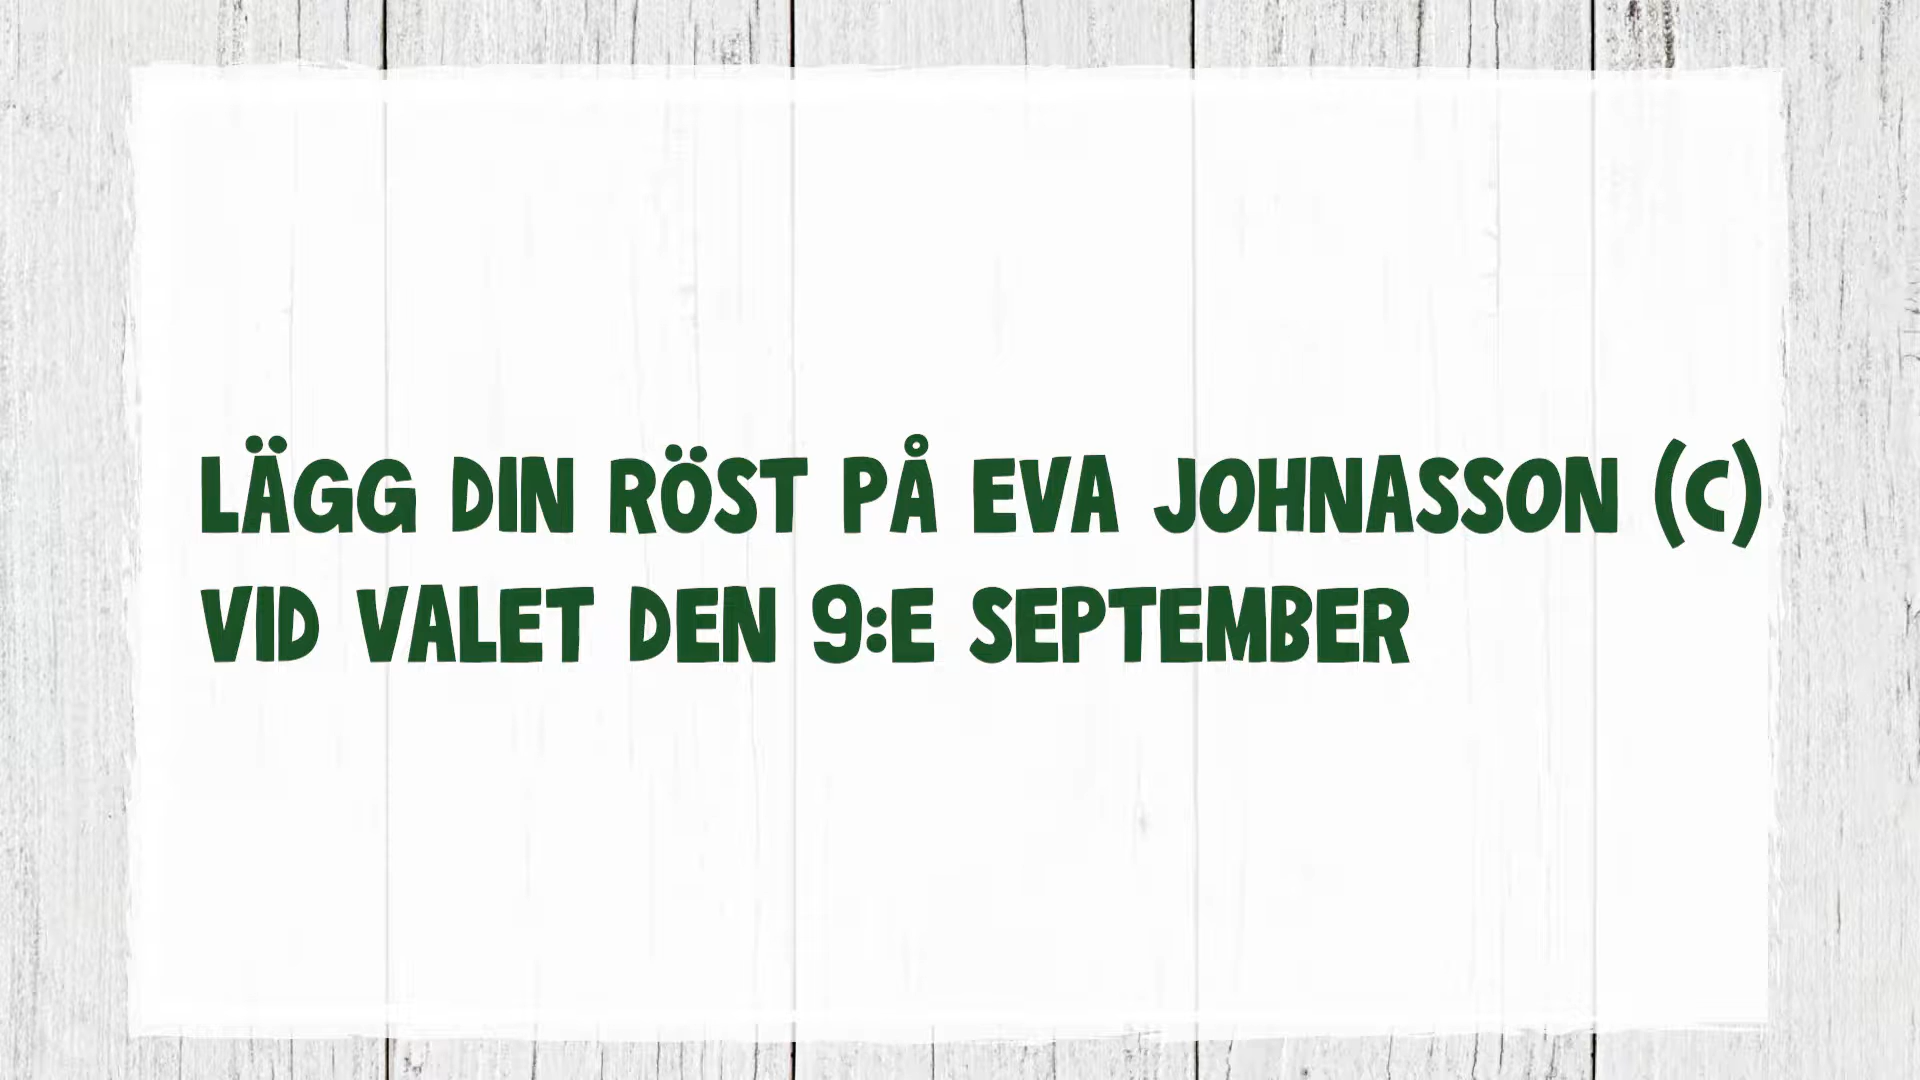 LÄGG DIN RÖST PÅ EVA JOHNASSON (C)
VID VALET DEN 9:E SEPTEMBER